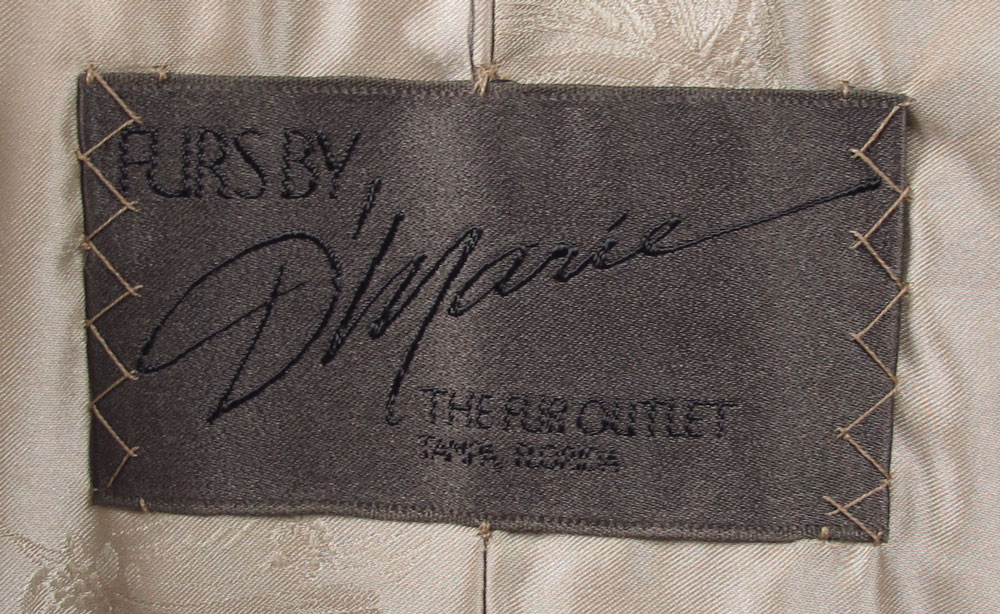 FURS BY
D'Marie
THE FUR OUTLET
TAMPA, FLORIDA